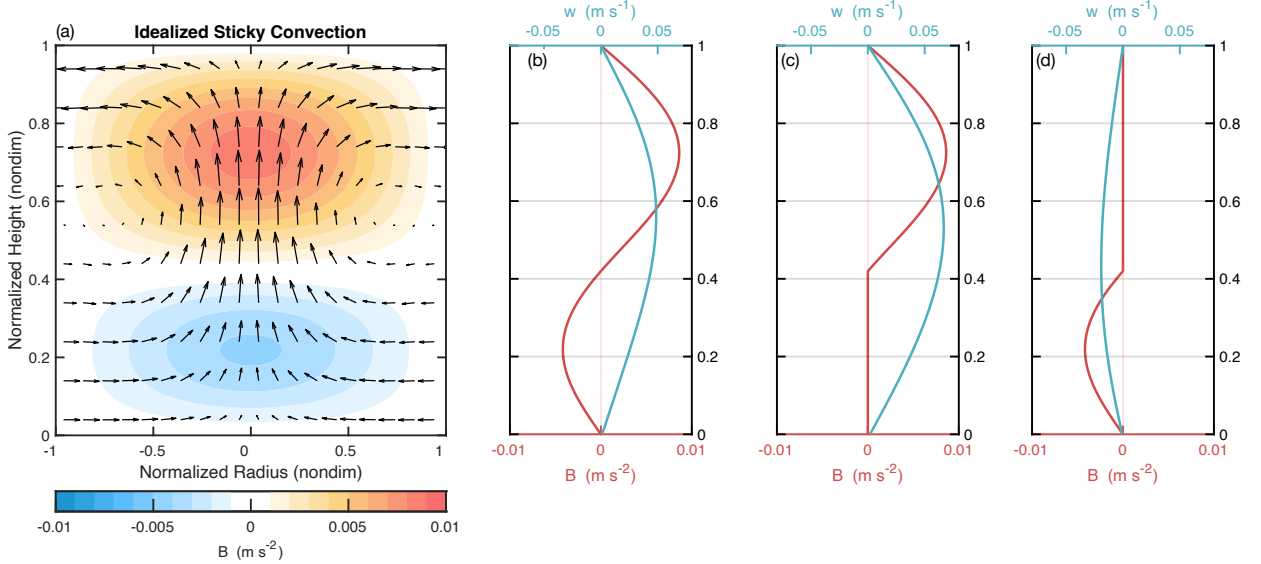 (a) Idealized Sticky Convection
Normalized Height (nondim)
1
0.8
0.6
0.4
0.2
0
-1 -0.5 0 0.5 1
Normalized Radius (nondim)
-0.01 -0.005 0 0.005 0.01
B (m s⁻²)
w (m s⁻¹)
-0.05 0 0.05
(b)
1
0.8
0.6
0.4
0.2
0
-0.01 0 0.01
B (m s⁻²)
w (m s⁻¹)
-0.05 0 0.05
(c)
1
0.8
0.6
0.4
0.2
0
-0.01 0 0.01
B (m s⁻²)
w (m s⁻¹)
-0.05 0 0.05
(d)
1
0.8
0.6
0.4
0.2
0
-0.01 0 0.01
B (m s⁻²)